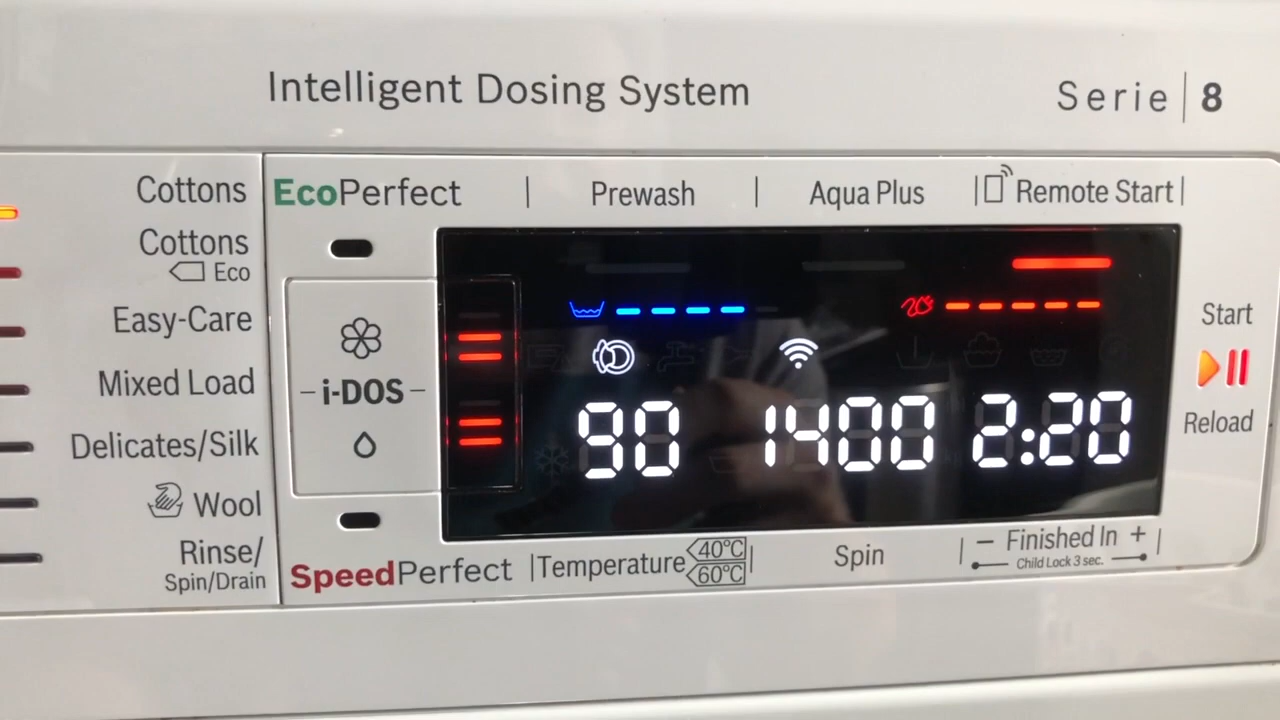 Intelligent Dosing System
Serie | 8
Cottons
Cottons
Eco
Easy-Care
Mixed Load
Delicates/Silk
Wool
Rinse/
Spin/Drain
EcoPerfect | Prewash | Aqua Plus | Remote Start |
i-DOS
90 1400 2:20
SpeedPerfect | Temperature 40°C 60°C | Spin | − Finished In + |
Child Lock 3 sec.
Start
Reload